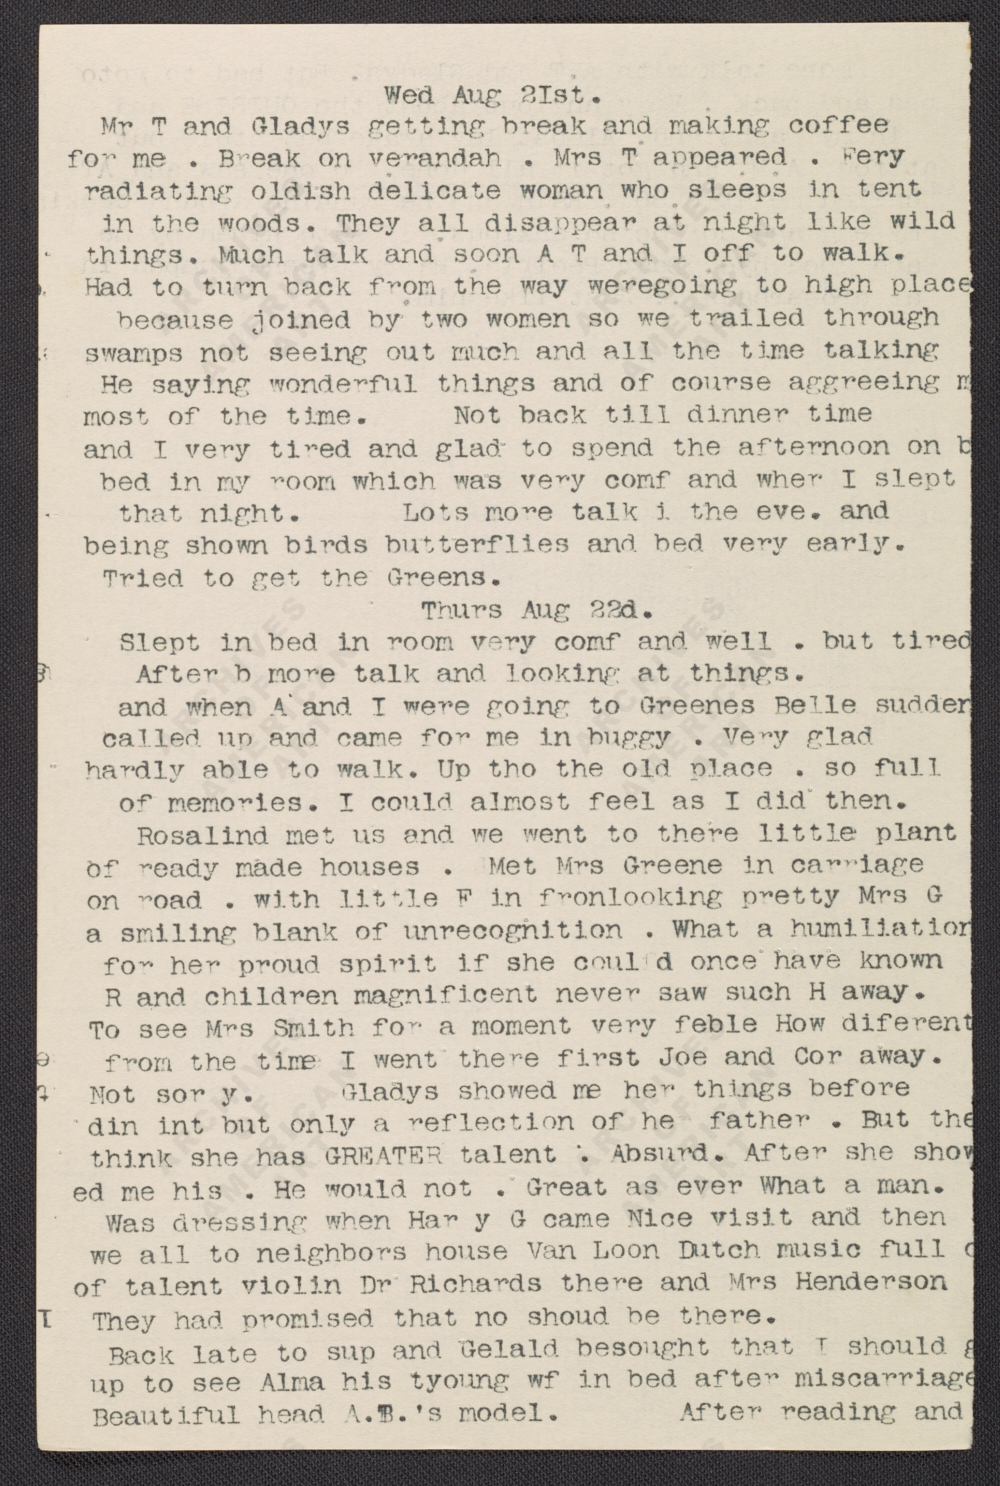 Wed Aug 2Ist.
Mr T and Gladys getting break and making coffee
for me . Break on verandah . Mrs T appeared . Fery
radiating oldish delicate woman who sleeps in tent
in the woods. They all disappear at night like wild
things. Much talk and soon A T and I off to walk.
Had to turn back from the way weregoing to high place
because joined by two women so we trailed through
swamps not seeing out much and all the time talking
He saying wonderful things and of course aggreeing m
most of the time. Not back till dinner time
and I very tired and glad to spend the afternoon on b
bed in my room which was very comf and wher I slept
that night. Lots more talk i the eve. and
being shown birds butterflies and bed very early.
Tried to get the Greens.
Thurs Aug 22d.
Slept in bed in room very comf and well . but tired
After b more talk and looking at things.
and when A and I were going to Greenes Belle sudden
called up and came for me in buggy . Very glad
hardly able to walk. Up tho the old place . so full
of memories. I could almost feel as I did then.
Rosalind met us and we went to there little plant
of ready made houses . Met Mrs Greene in carriage
on road . with little F in fronlooking pretty Mrs G
a smiling blank of unrecognition . What a humiliation
for her proud spirit if she coul d once have known
R and children magnificent never saw such H away.
To see Mrs Smith for a moment very feble How diferent
from the time I went there first Joe and Cor away.
Not sor y. Gladys showed me her things before
din int but only a reflection of he father . But the
think she has GREATER talent . Absurd. After she show
ed me his . He would not . Great as ever What a man.
Was dressing when Har y G came Nice visit and then
we all to neighbors house Van Loon Dutch music full o
of talent violin Dr Richards there and Mrs Henderson
They had promised that no shoud be there.
Back late to sup and Gelald besought that I should g
up to see Alma his tyoung wf in bed after miscarriage
Beautiful head A.B.'s model. After reading and